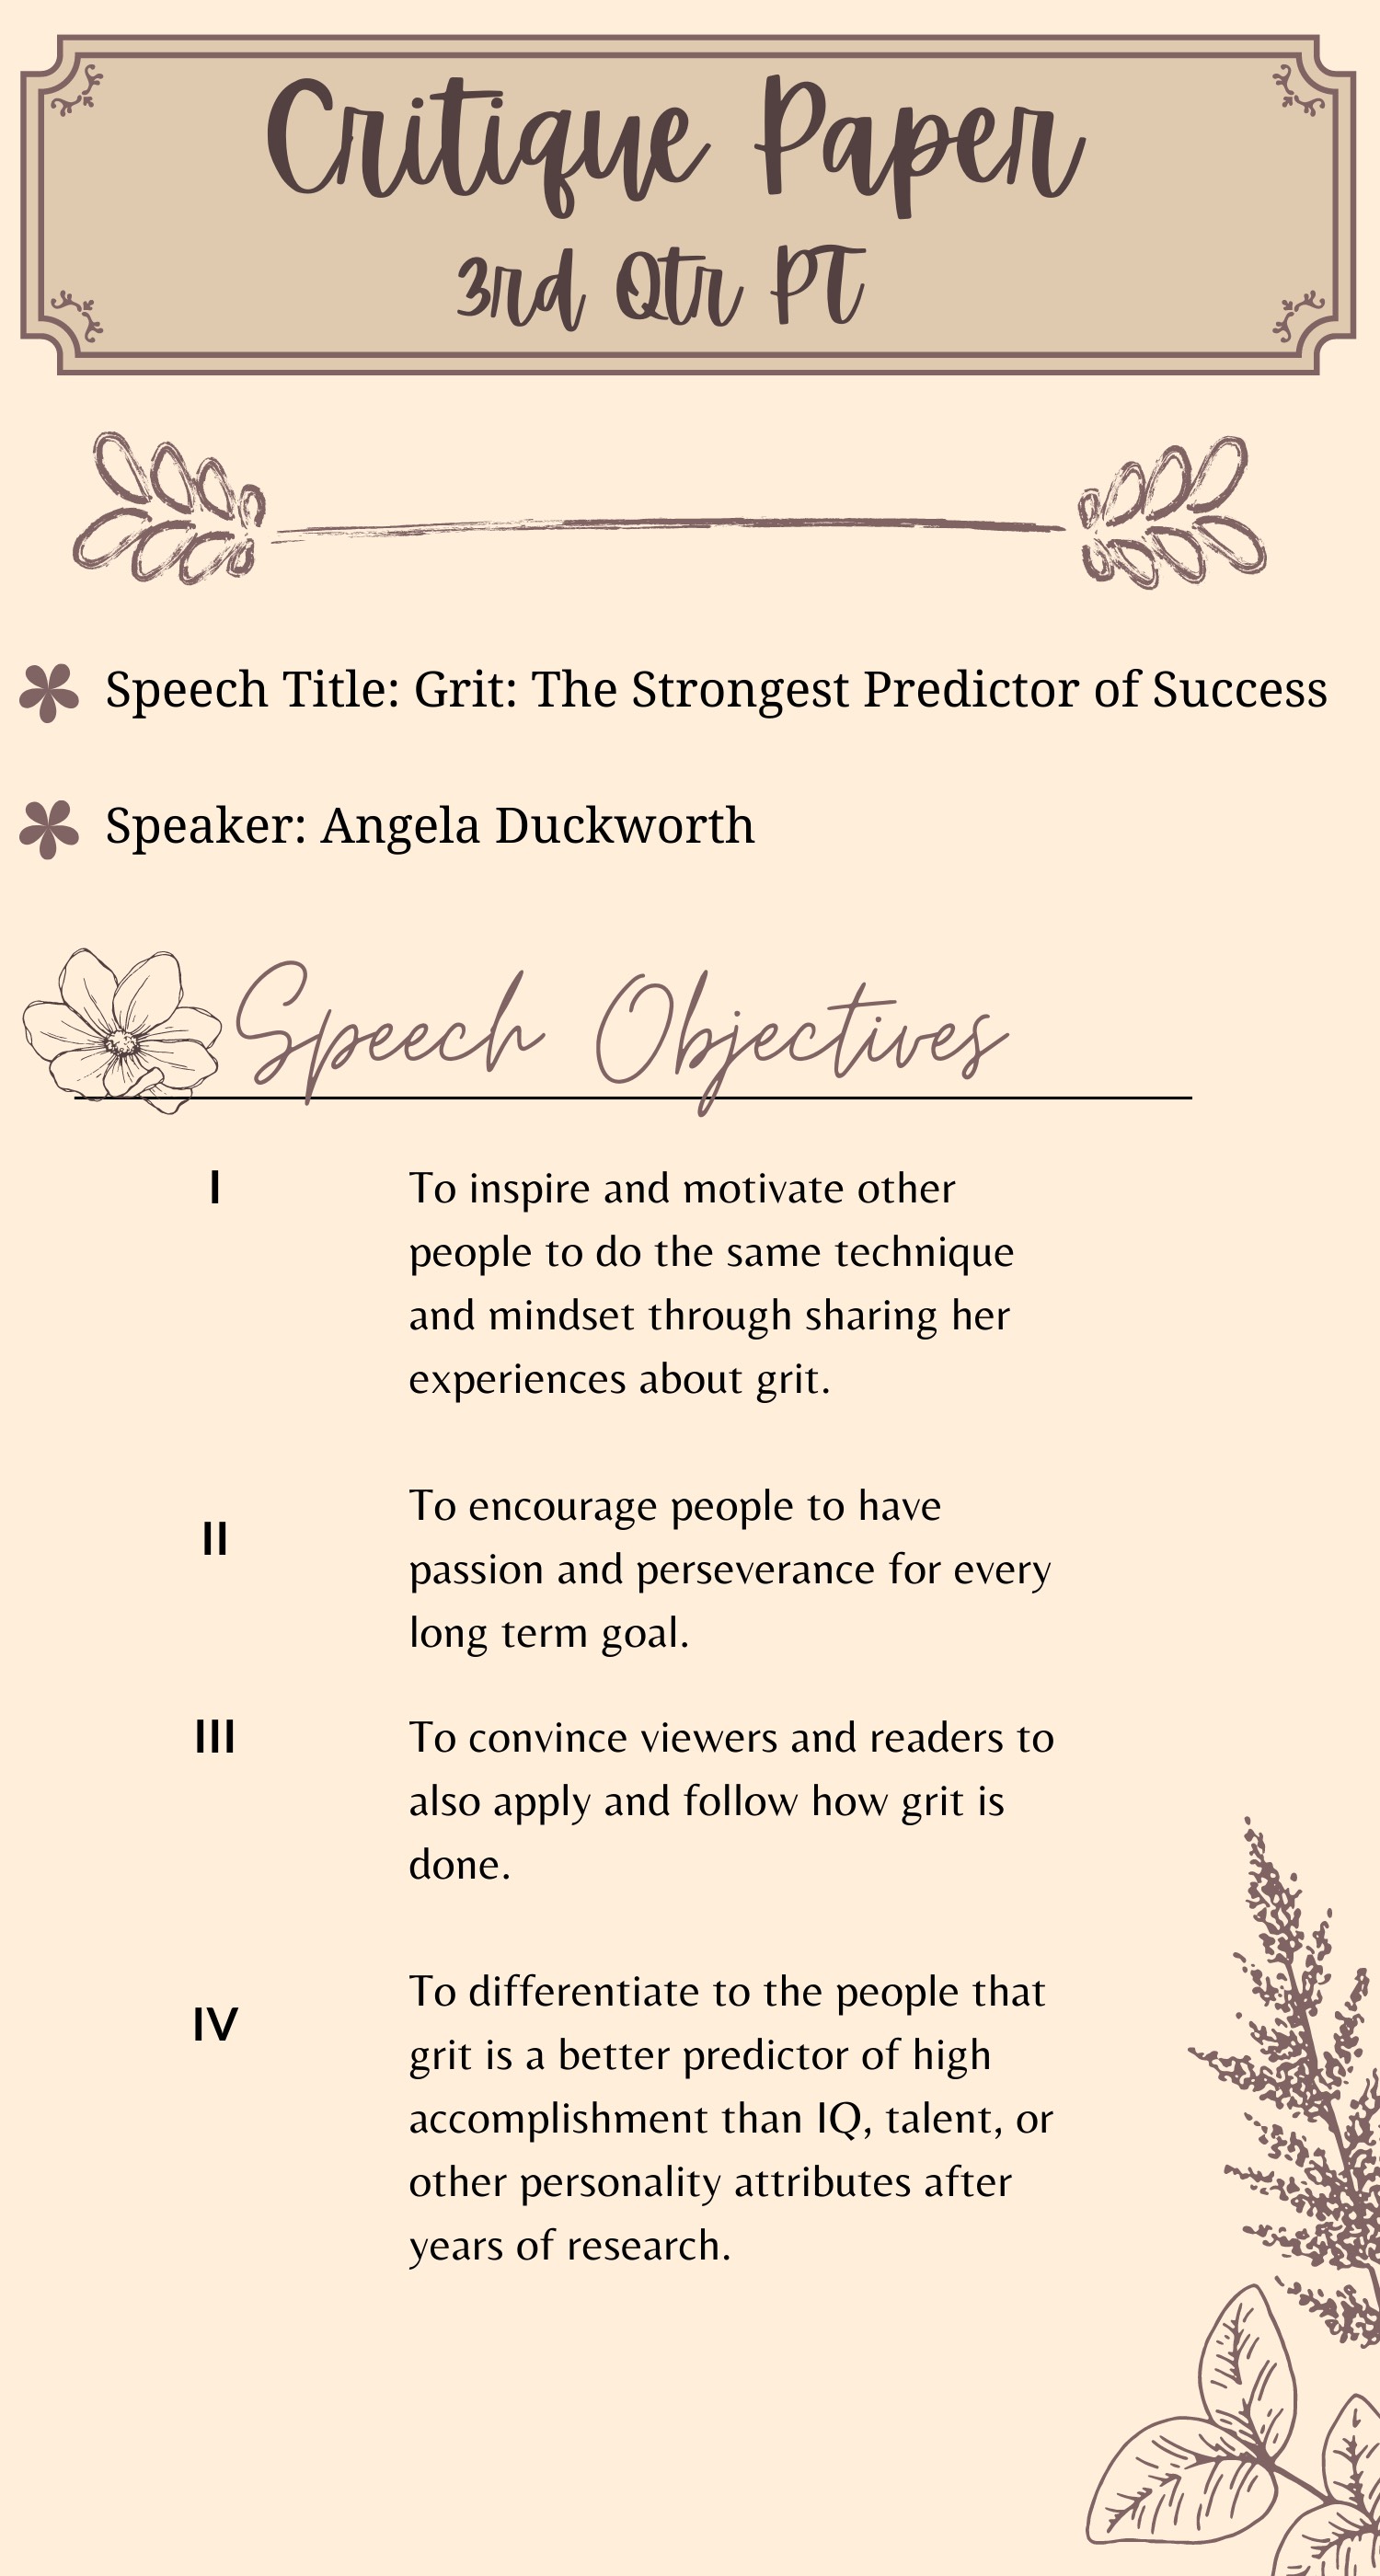 Critique Paper
3rd Qtr PT
Speech Title: Grit: The Strongest Predictor of Success
Speaker: Angela Duckworth
Speech Objectives
I
To inspire and motivate other
people to do the same technique
and mindset through sharing her
experiences about grit.
II
To encourage people to have
passion and perseverance for every
long term goal.
III
To convince viewers and readers to
also apply and follow how grit is
done.
IV
To differentiate to the people that
grit is a better predictor of high
accomplishment than IQ, talent, or
other personality attributes after
years of research.